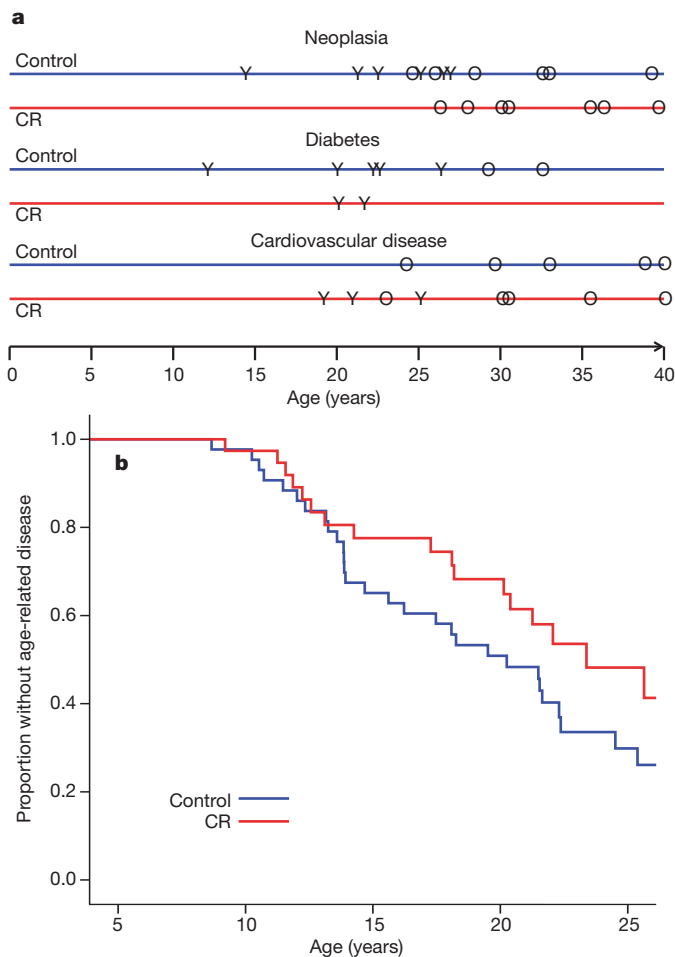 a
Neoplasia
Control
Y Y Y O O Y Y Y O O O O
CR
O O O O O O O
Diabetes
Control
Y Y Y Y Y O O
CR
Y Y
Cardiovascular disease
Control
O O O O O
CR
Y Y O Y O O O O
0 5 10 15 20 25 30 35 40
Age (years)
b
Proportion without age-related disease
1.0
0.8
0.6
0.4
0.2
0.0
Control
CR
5 10 15 20 25
Age (years)